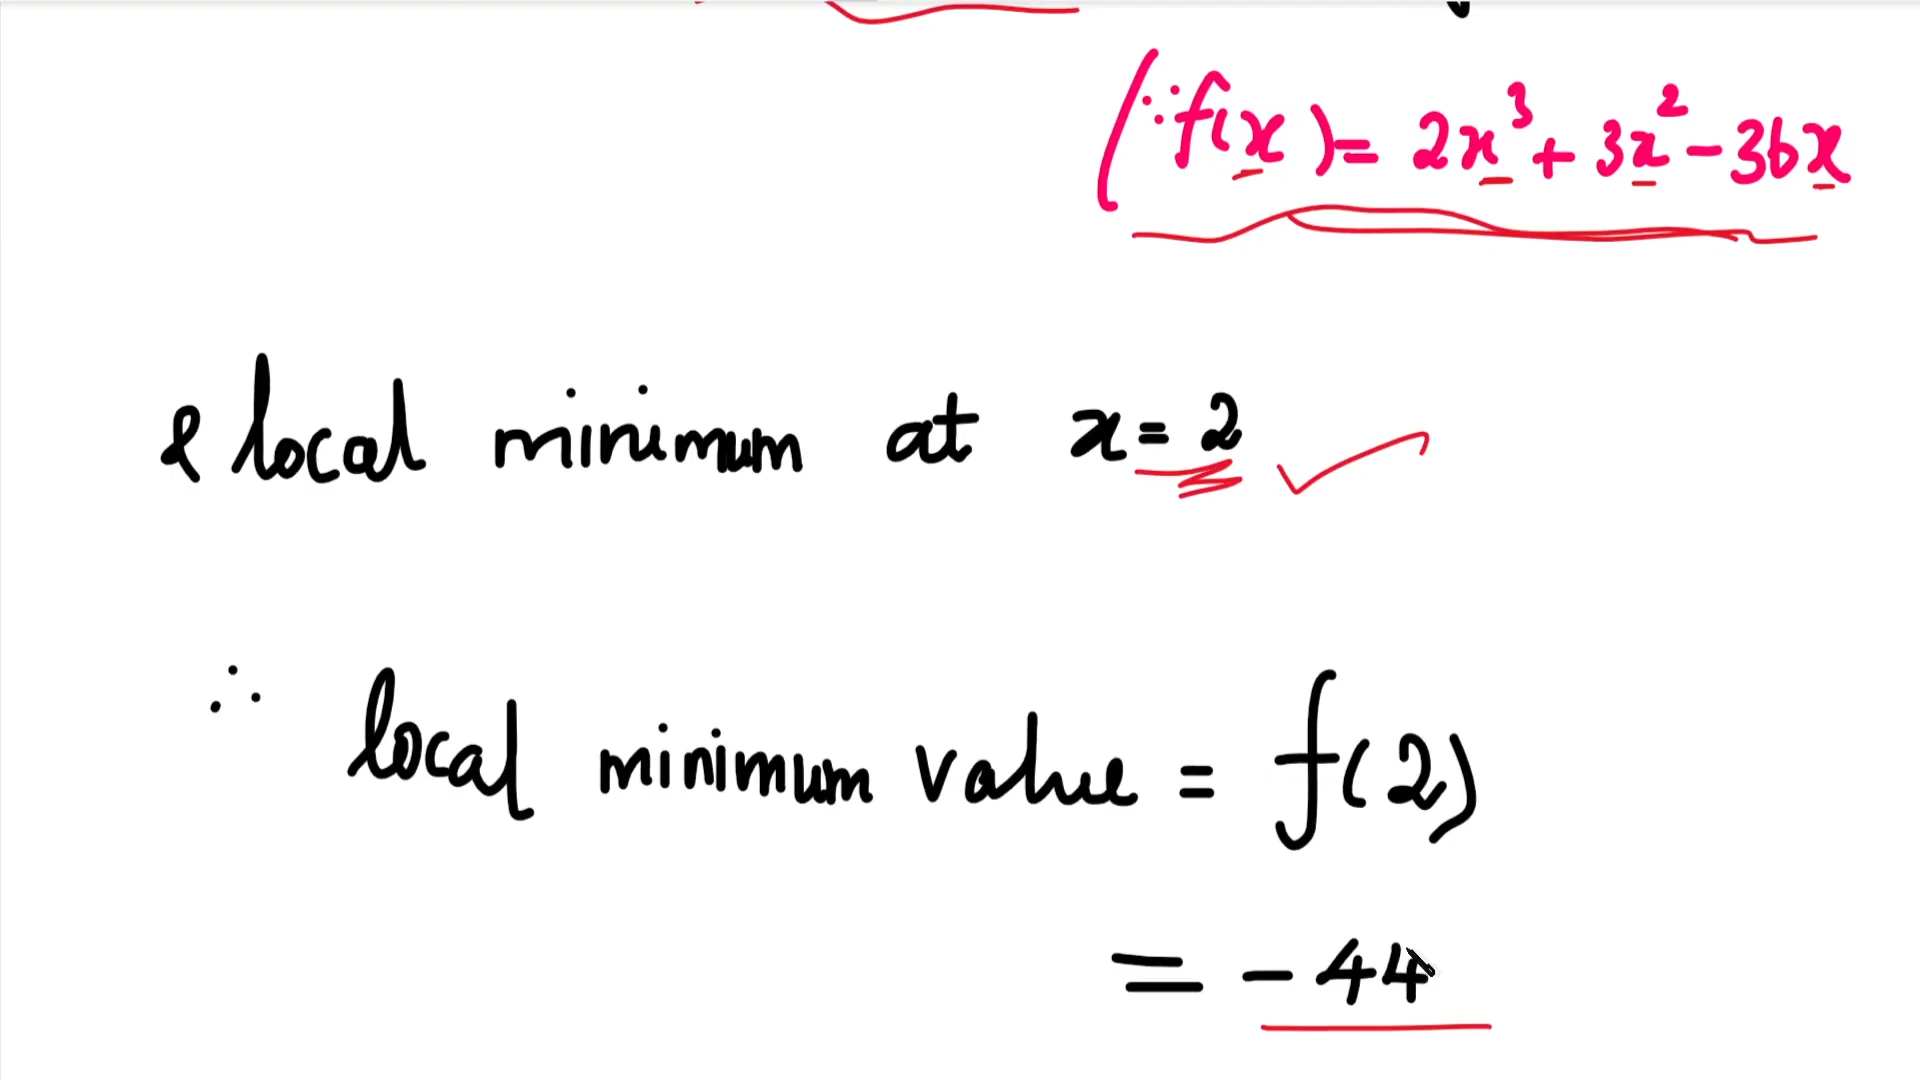 (∵ f(x) = 2x³ + 3x² - 36x
& local minimum at x = 2
∴ local minimum value = f(2)
= - 44